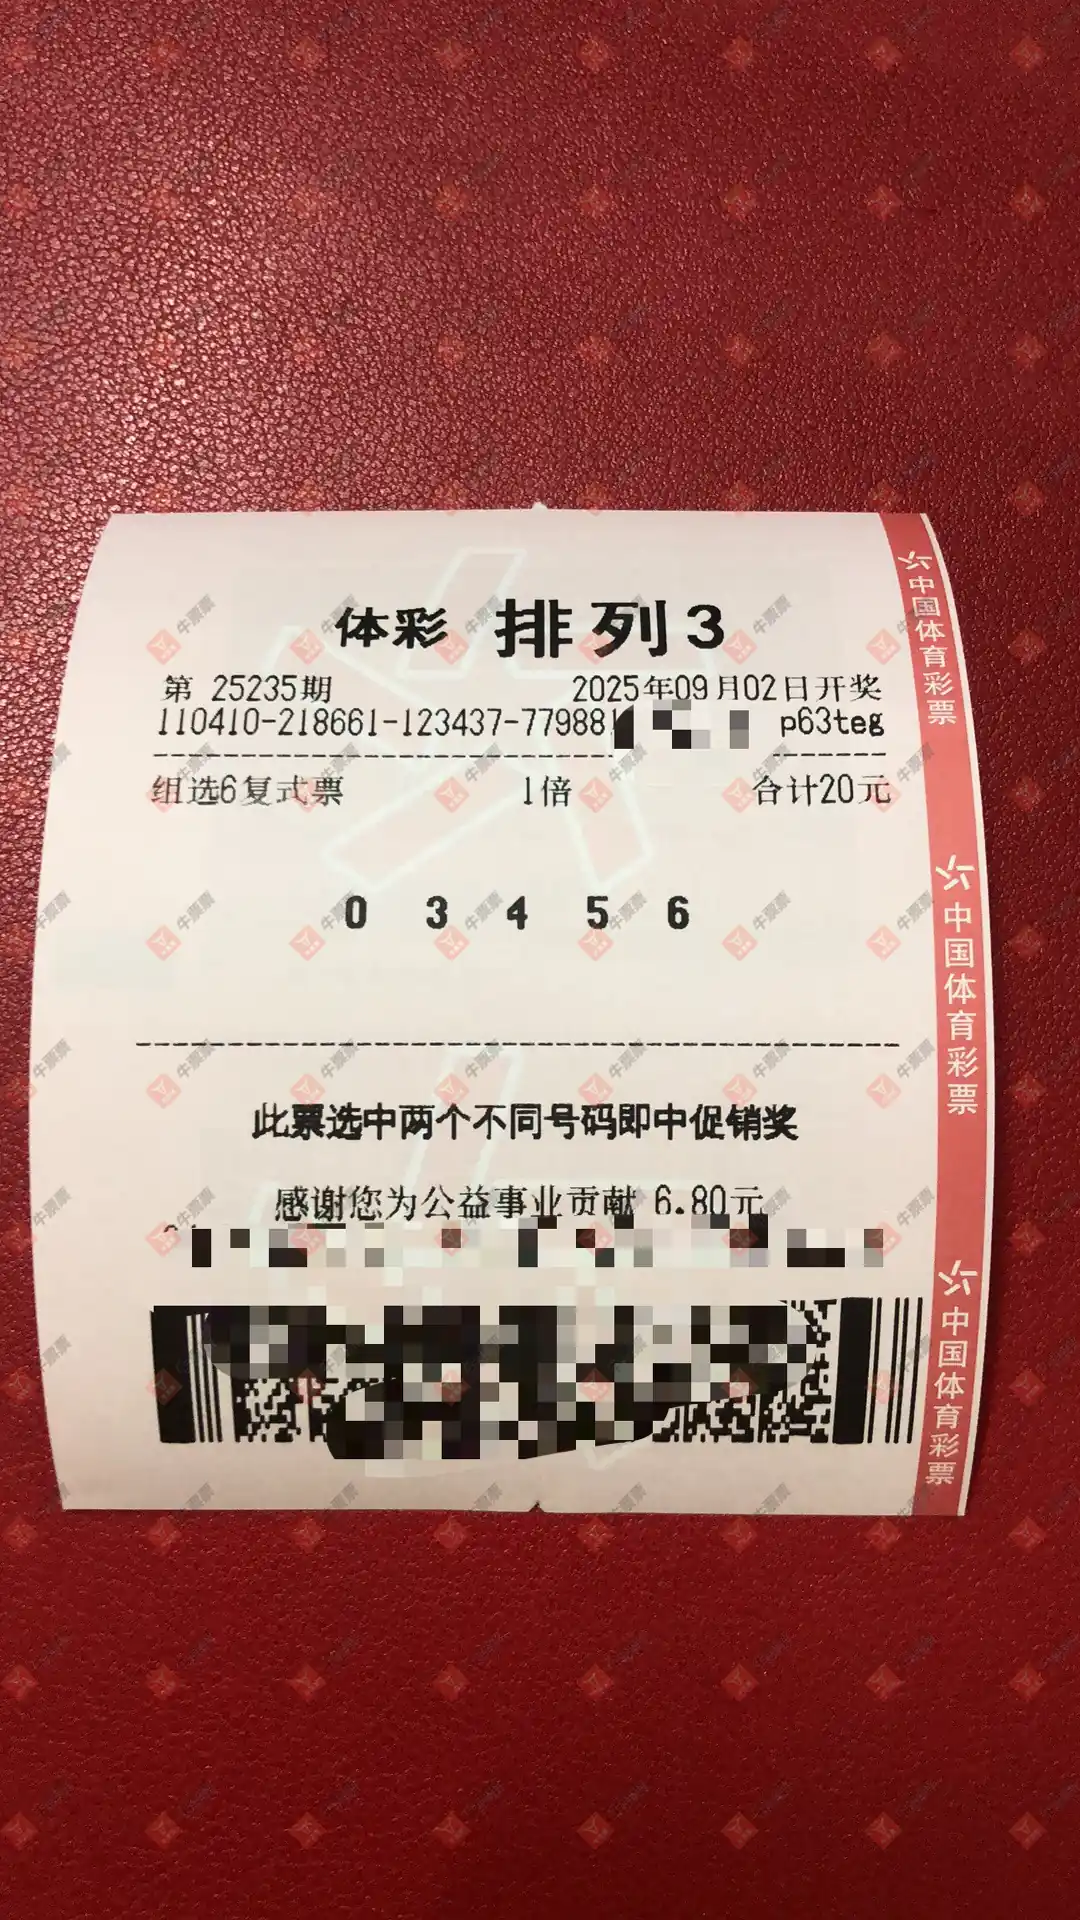 体彩 排列3
第 25235期 2025年09月02日开奖
110410-218661-123437-779881 p63teg
组选6复式票 1倍 合计20元
0 3 4 5 6
此票选中两个不同号码即中促销奖
感谢您为公益事业贡献 6.80元
中国体育彩票
中国体育彩票
中国体育彩票
牛票票